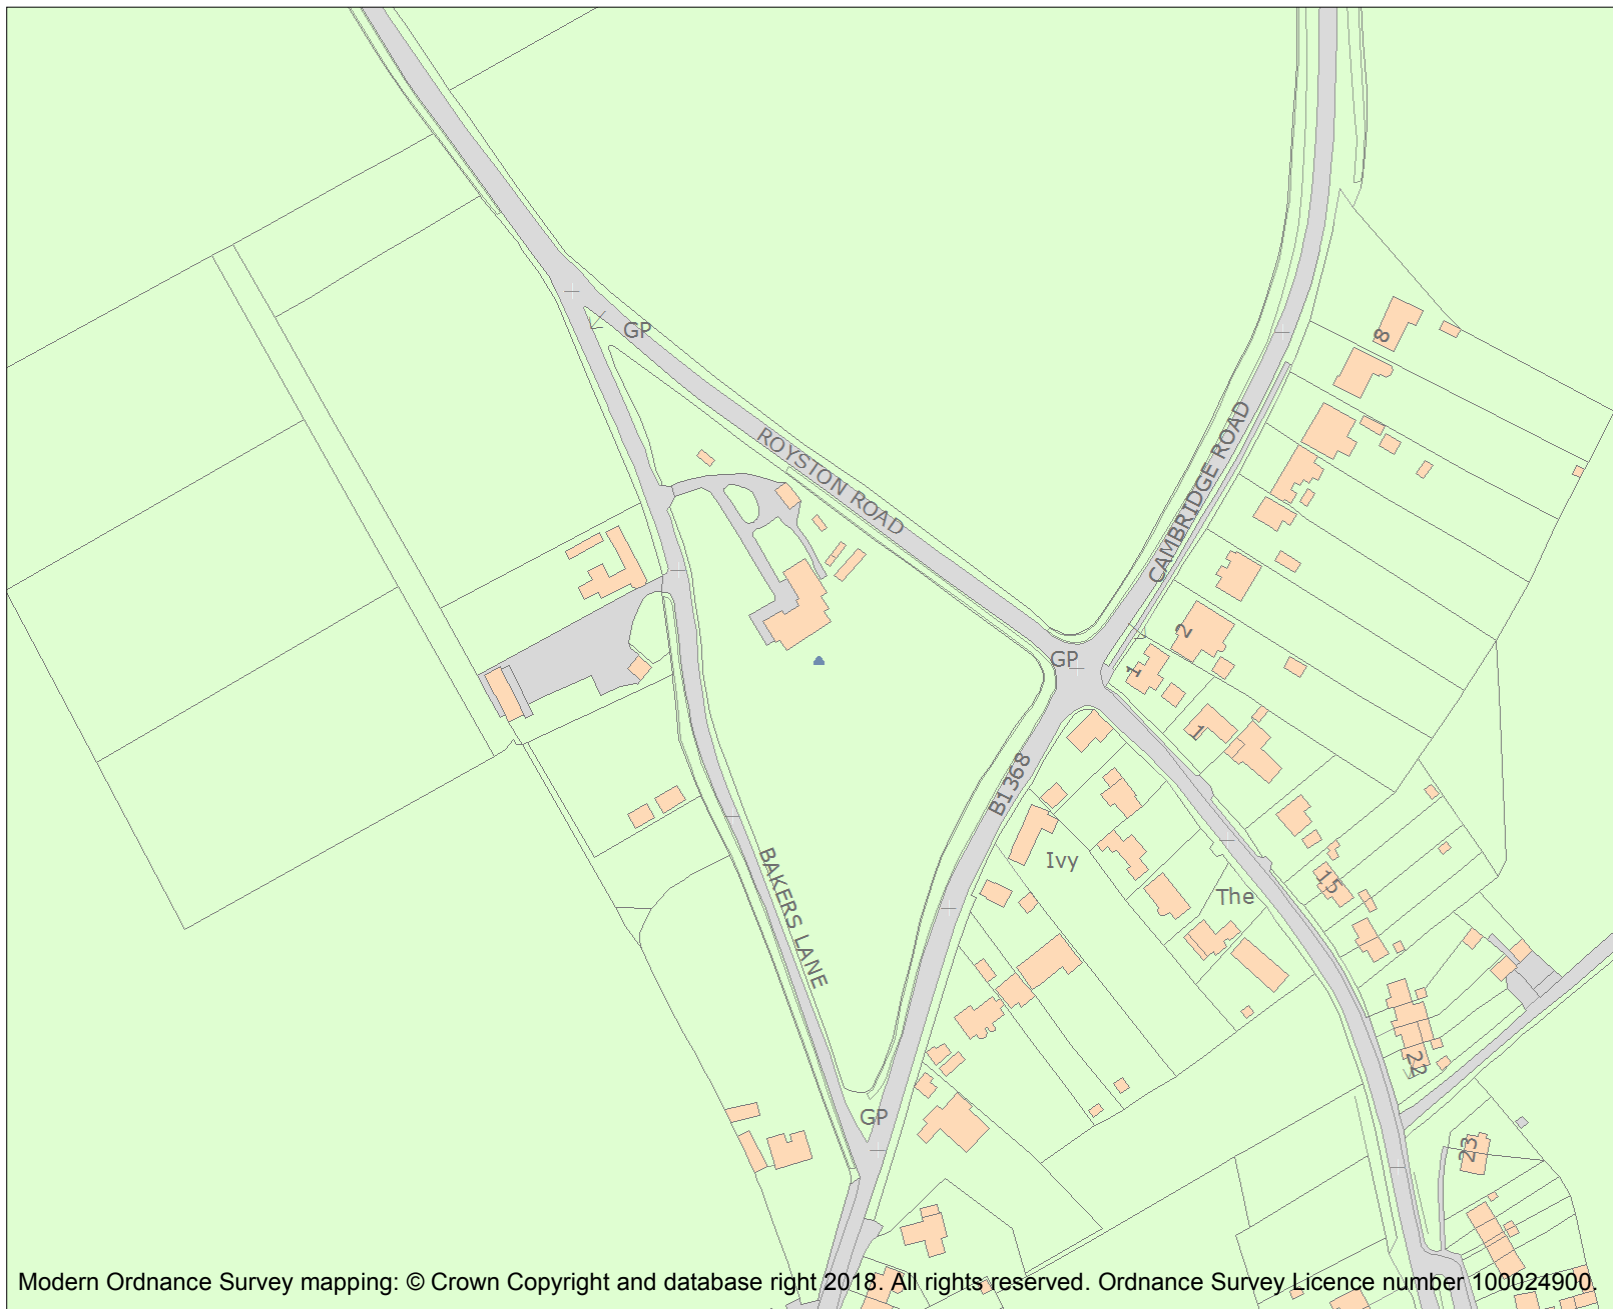 GP
8
ROYSTON ROAD
CAMBRIDGE ROAD
2
GP
1
1
B1368
Ivy
15
The
BAKERS LANE
22
GP
23
Modern Ordnance Survey mapping: © Crown Copyright and database right 2018. All rights reserved. Ordnance Survey Licence number 100024900.